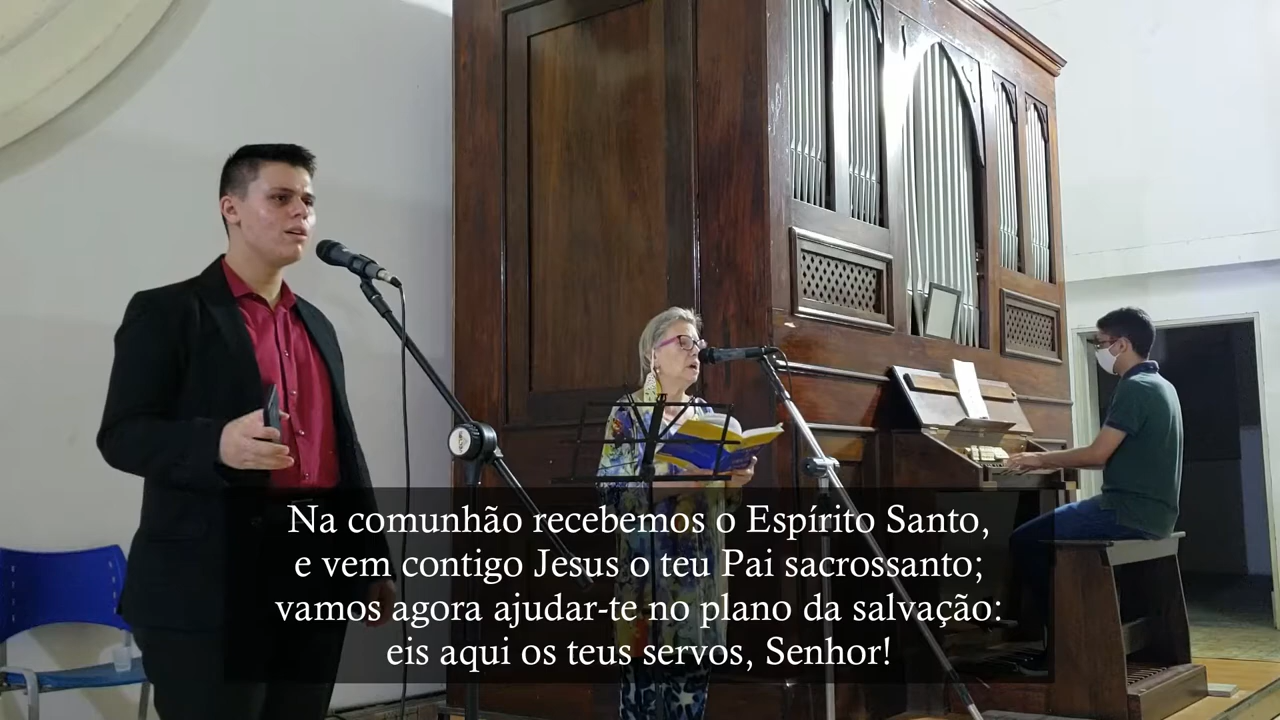 Na comunhão recebemos o Espírito Santo,
e vem contigo Jesus o teu Pai sacrossanto;
vamos agora ajudar-te no plano da salvação:
eis aqui os teus servos, Senhor!